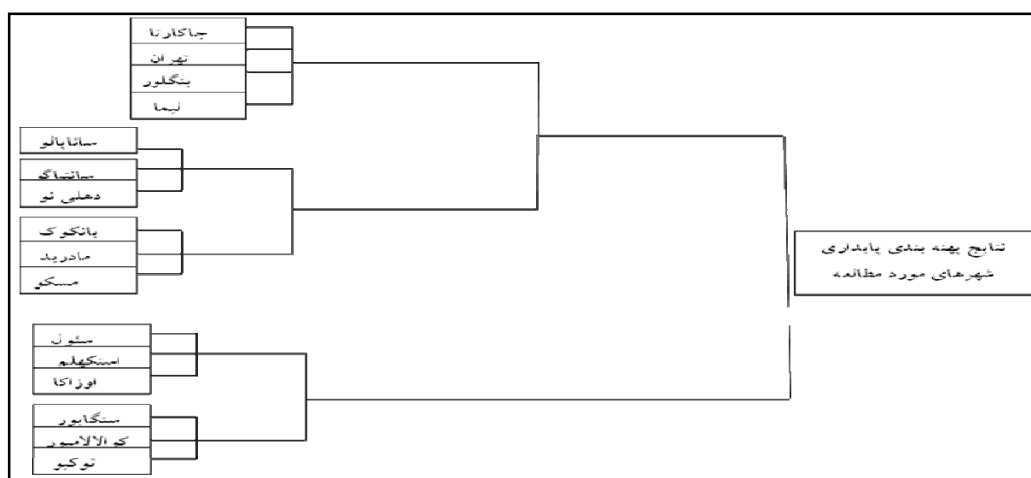 جاکارتا
تهران
بنگلور
لیما
سائاپالو
سانتیاگو
دهلی نو
بانکوک
مادرید
مسکو
سئول
استکهلم
اوزاکا
سنگاپور
کوالالامپور
توکیو
نتایج پهنه بندی پایداری
شهرهای مورد مطالعه